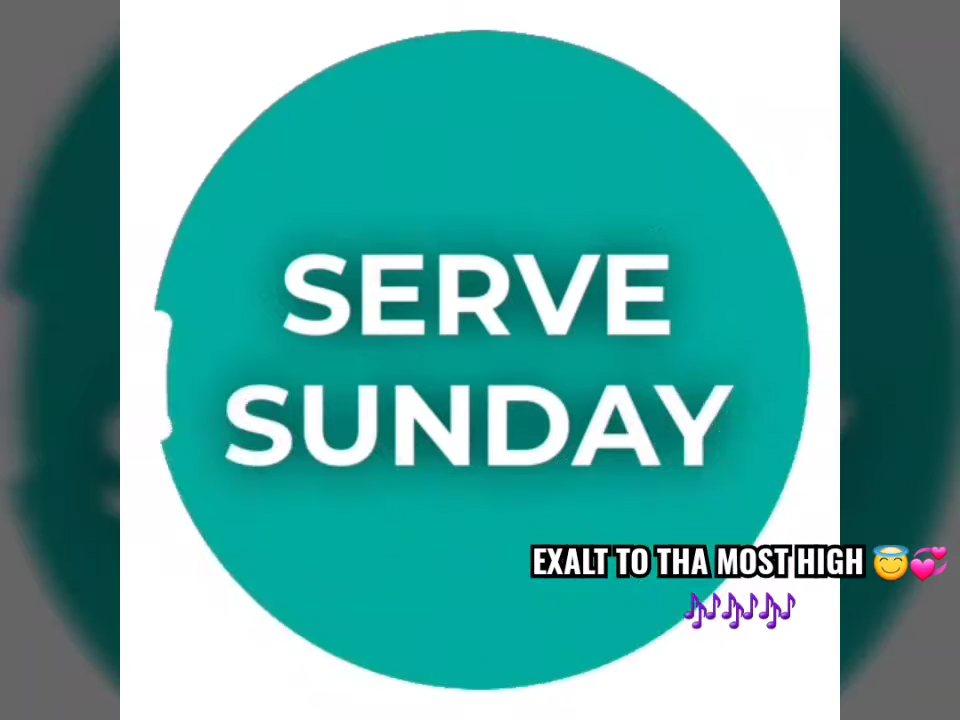 SERVE
SUNDAY
EXALT TO THA MOST HIGH 😇💞
🎶🎶🎶